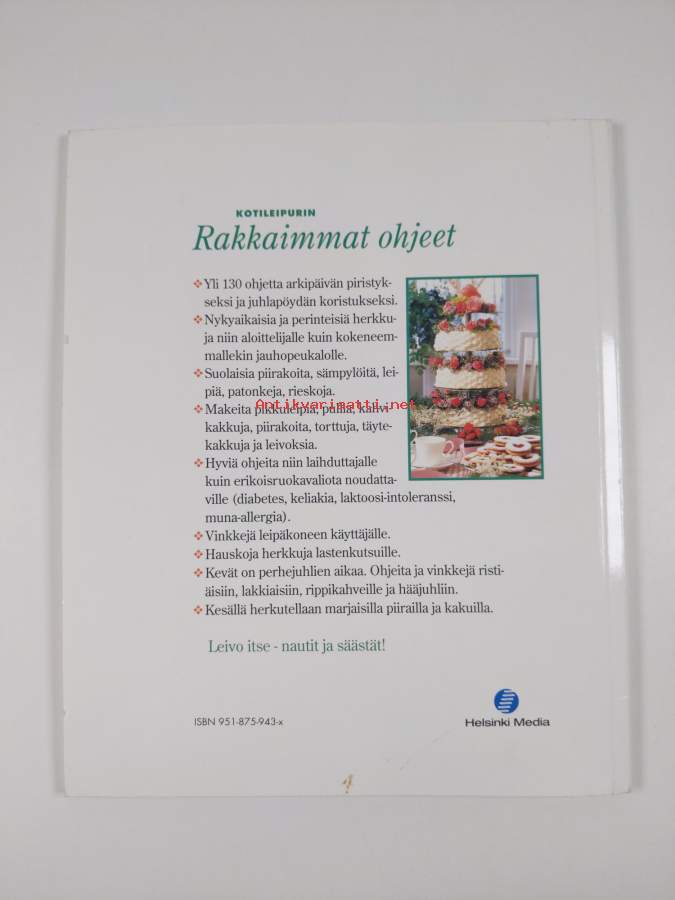 KOTILEIPURIN
Rakkaimmat ohjeet
❖ Yli 130 ohjetta arkipäivän piristyk-
seksi ja juhlapöydän koristukseksi.
❖ Nykyaikaisia ja perinteisiä herkku-
ja niin aloittelijalle kuin kokeneem-
mallekin jauhopeukalolle.
❖ Suolaisia piirakoita, sämpylöitä, lei-
piä, patonkeja, rieskoja.
Antikvariaatti.net
❖ Makeita pikkuleipiä, pullia, kahvi-
kakkuja, piirakoita, torttuja, täyte-
kakkuja ja leivoksia.
❖ Hyviä ohjeita niin laihduttajalle
kuin erikoisruokavaliota noudatta-
ville (diabetes, keliakia, laktoosi-intoleranssi,
muna-allergia).
❖ Vinkkejä leipäkoneen käyttäjälle.
❖ Hauskoja herkkuja lastenkutsuille.
❖ Kevät on perhejuhlien aikaa. Ohjeita ja vinkkejä risti-
äisiin, lakkiaisiin, rippikahveille ja hääjuhliin.
❖ Kesällä herkutellaan marjaisilla piirailla ja kakuilla.
Leivo itse - nautit ja säästät!
ISBN 951-875-943-x
Helsinki Media